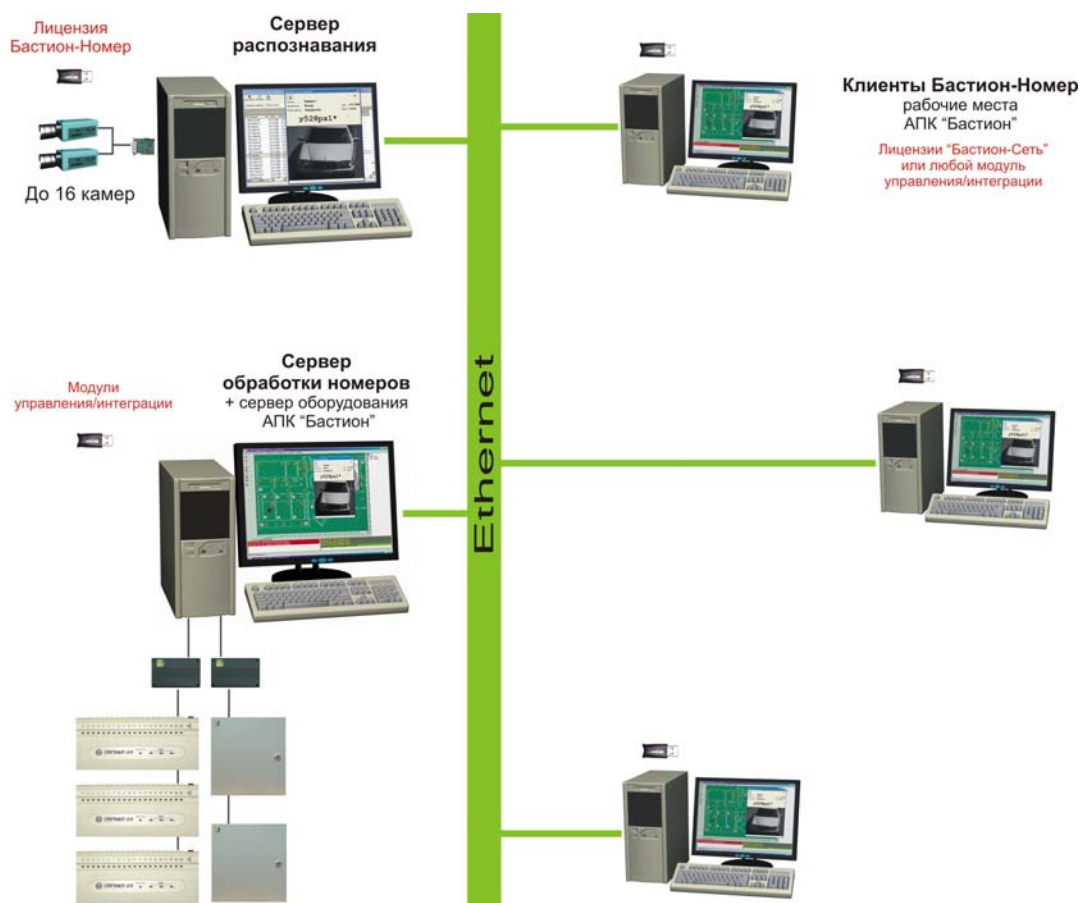 Лицензия
Бастион-Номер
Сервер
распознавания
До 16 камер
y529px1*
Клиенты Бастион-Номер
рабочие места
АПК “Бастион”
Лицензии “Бастион-Сеть”
или любой модуль
управления/интеграции
Ethernet
Модули
управления/интеграции
Сервер
обработки номеров
+ сервер оборудования
АПК “Бастион”